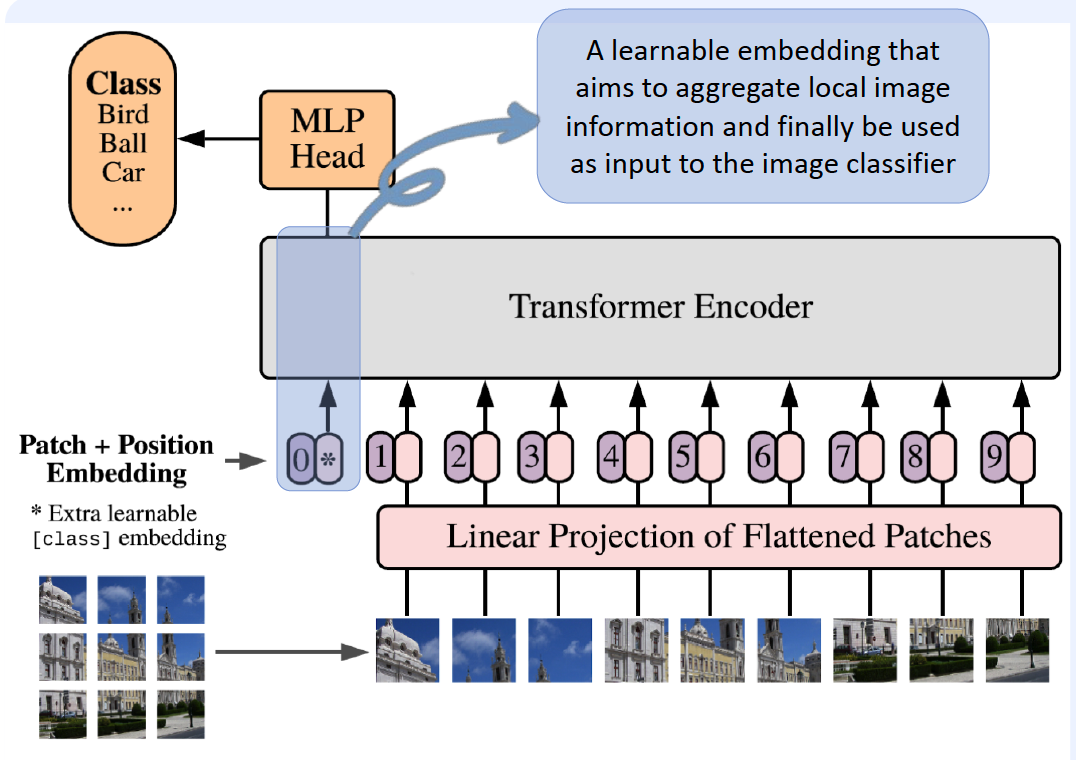 A learnable embedding that
aims to aggregate local image
information and finally be used
as input to the image classifier
Class
Bird
Ball
Car
...
MLP
Head
Transformer Encoder
Patch + Position
Embedding
0 * 1 2 3 4 5 6 7 8 9
* Extra learnable
[class] embedding
Linear Projection of Flattened Patches